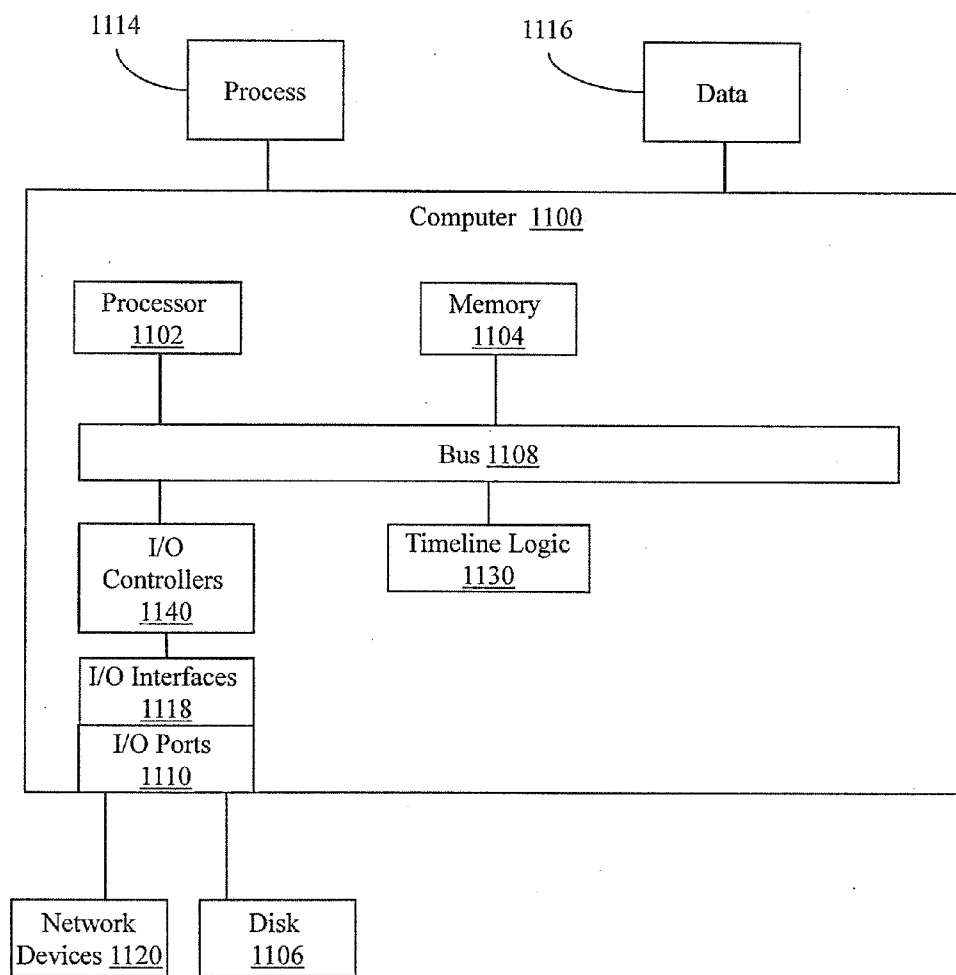 1114
1116
Process
Data
Computer 1100
Processor
1102
Memory
1104
Bus 1108
I/O
Controllers
1140
Timeline Logic
1130
I/O Interfaces
1118
I/O Ports
1110
Network
Devices 1120
Disk
1106